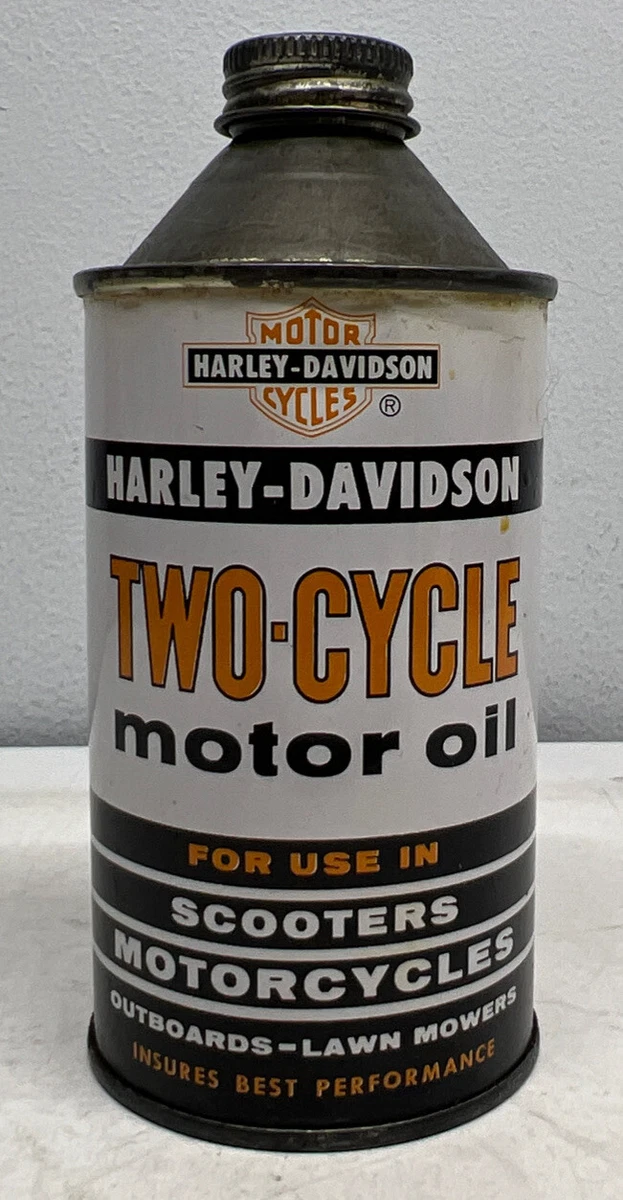 MOTOR
HARLEY-DAVIDSON
CYCLES ®
HARLEY-DAVIDSON
TWO-CYCLE
motor oil
FOR USE IN
SCOOTERS
MOTORCYCLES
OUTBOARDS-LAWN MOWERS
INSURES BEST PERFORMANCE